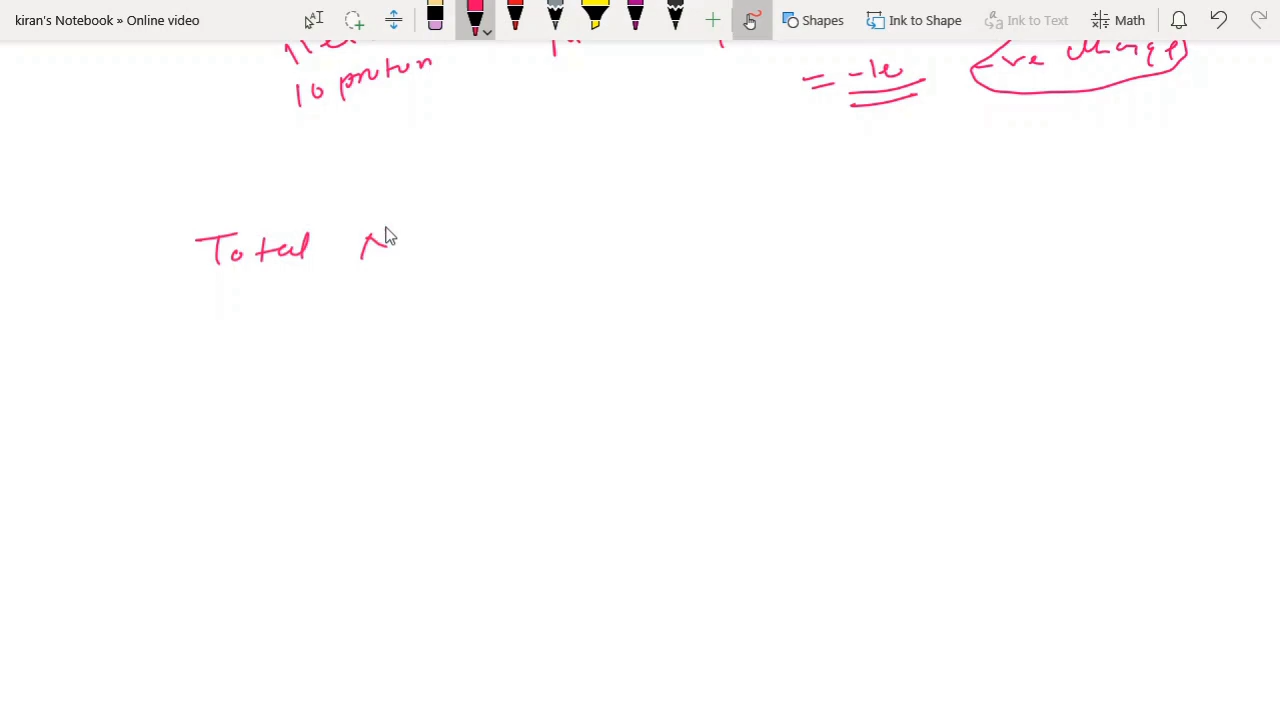 kiran's Notebook » Online video
Shapes
Ink to Shape
Ink to Text
Math
10 proton
= -1e
-ve charge
Total